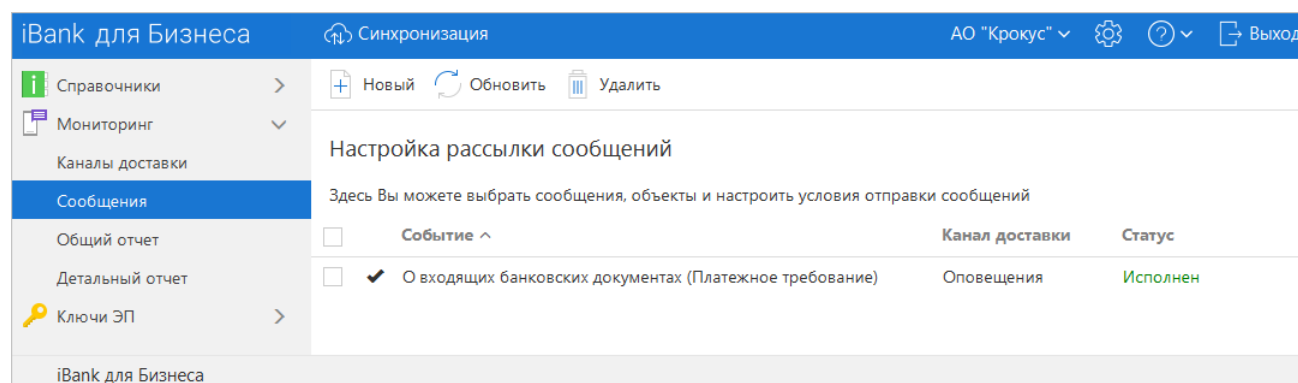 iBank для Бизнеса
Синхронизация
АО "Крокус"
Выход
Справочники
Новый Обновить Удалить
Мониторинг
Каналы доставки
Настройка рассылки сообщений
Сообщения
Здесь Вы можете выбрать сообщения, объекты и настроить условия отправки сообщений
Общий отчет
Событие Канал доставки Статус
Детальный отчет
О входящих банковских документах (Платежное требование) Оповещения Исполнен
Ключи ЭП
iBank для Бизнеса